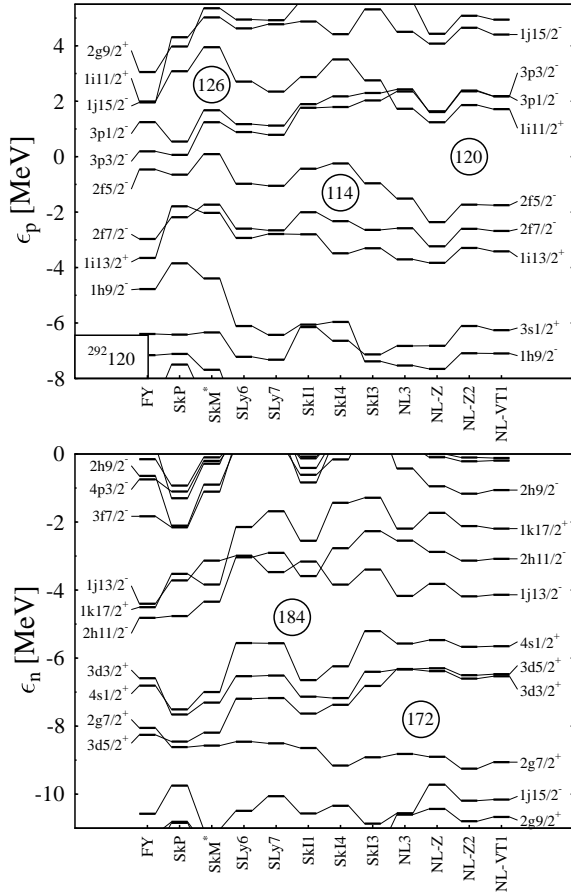 ϵp [MeV]
4
2
0
-2
-4
-6
-8
2g9/2+
1i11/2+
1j15/2-
3p1/2-
3p3/2-
2f5/2-
2f7/2-
1i13/2+
1h9/2-
292 120
126
114
120
1j15/2-
3p3/2-
3p1/2-
1i11/2+
2f5/2-
2f7/2-
1i13/2+
3s1/2+
1h9/2-
FY SkP SkM* SLy6 SLy7 SkI1 SkI4 SkI3 NL3 NL-Z NL-Z2 NL-VT1
ϵn [MeV]
0
-2
-4
-6
-8
-10
2h9/2-
4p3/2-
3f7/2-
1j13/2-
1k17/2+
2h11/2-
3d3/2+
4s1/2+
2g7/2+
3d5/2+
184
172
2h9/2-
1k17/2+
2h11/2-
1j13/2-
4s1/2+
3d5/2+
3d3/2+
2g7/2+
1j15/2-
2g9/2+
FY SkP SkM* SLy6 SLy7 SkI1 SkI4 SkI3 NL3 NL-Z NL-Z2 NL-VT1